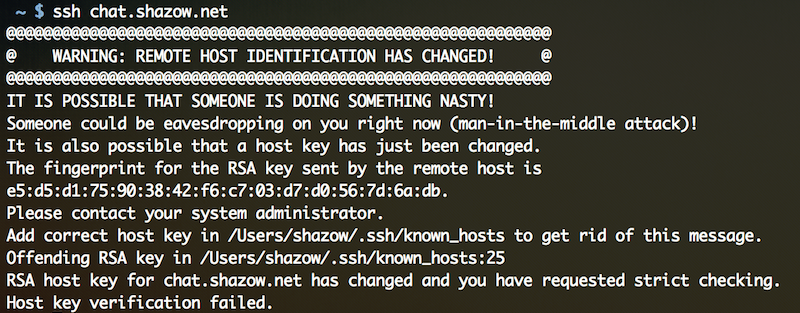 ~ $ ssh chat.shazow.net
@@@@@@@@@@@@@@@@@@@@@@@@@@@@@@@@@@@@@@@@@@@@@@@@@@@@@@@@@@@
@    WARNING: REMOTE HOST IDENTIFICATION HAS CHANGED!     @
@@@@@@@@@@@@@@@@@@@@@@@@@@@@@@@@@@@@@@@@@@@@@@@@@@@@@@@@@@@
IT IS POSSIBLE THAT SOMEONE IS DOING SOMETHING NASTY!
Someone could be eavesdropping on you right now (man-in-the-middle attack)!
It is also possible that a host key has just been changed.
The fingerprint for the RSA key sent by the remote host is
e5:d5:d1:75:90:38:42:f6:c7:03:d7:d0:56:7d:6a:db.
Please contact your system administrator.
Add correct host key in /Users/shazow/.ssh/known_hosts to get rid of this message.
Offending RSA key in /Users/shazow/.ssh/known_hosts:25
RSA host key for chat.shazow.net has changed and you have requested strict checking.
Host key verification failed.